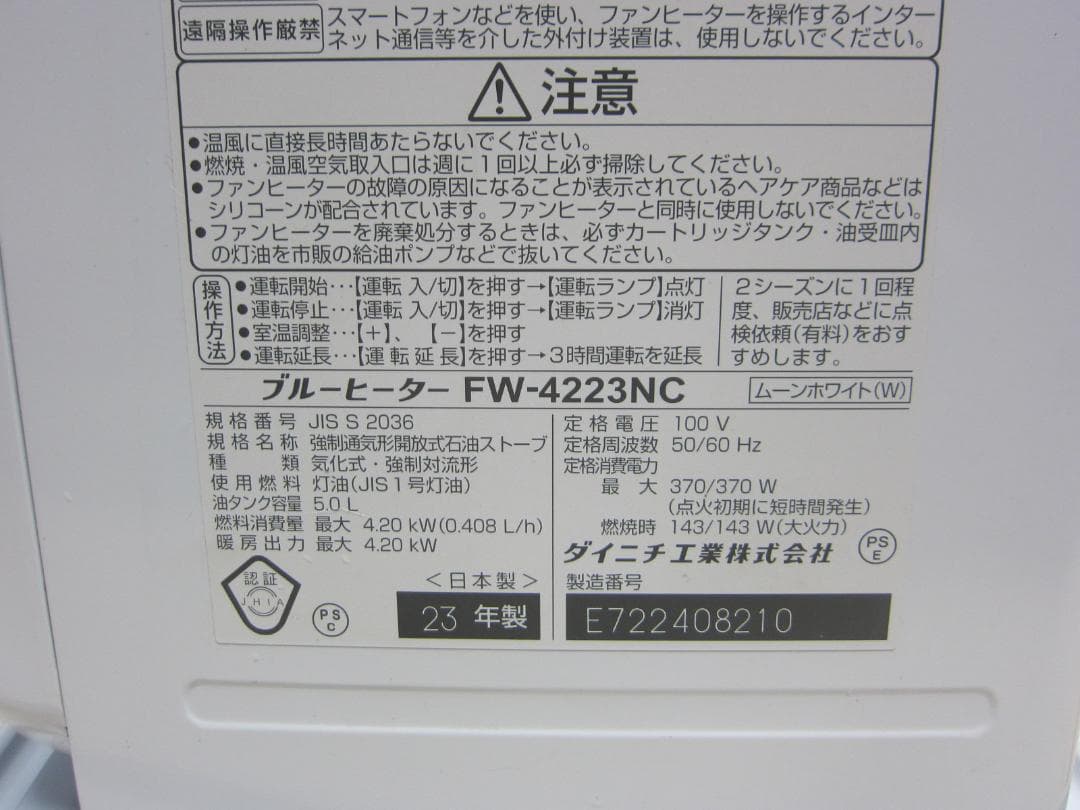 遠隔操作厳禁
スマートフォンなどを使い、ファンヒーターを操作するインター
ネット通信等を介した外付け装置は、使用しないでください。
注意
●温風に直接長時間あたらないでください。
●燃焼・温風空気取入口は週に1回以上必ず掃除してください。
●ファンヒーターの故障の原因になることが表示されているヘアケア商品などは
シリコーンが配合されています。ファンヒーターと同時に使用しないでください。
●ファンヒーターを廃棄処分するときは、必ずカートリッジタンク・油受皿内
の灯油を市販の給油ポンプなどで抜いてください。
操作方法
●運転開始…【運転 入/切】を押す→【運転ランプ】点灯
●運転停止…【運転 入/切】を押す→【運転ランプ】消灯
●室温調整…【+】、【-】を押す
●運転延長…【運転延長】を押す→3時間運転を延長
2シーズンに1回程
度、販売店などに点
検依頼(有料)をおす
すめします。
ブルーヒーター FW-4223NC
ムーンホワイト(W)
規格番号 JIS S 2036
規格名称 強制通気形開放式石油ストーブ
種類 気化式・強制対流形
使用燃料 灯油(JIS1号灯油)
油タンク容量 5.0 L
燃料消費量 最大 4.20 kW(0.408 L/h)
暖房出力 最大 4.20 kW
定格電圧 100 V
定格周波数 50/60 Hz
定格消費電力
最大 370/370 W
(点火初期に短時間発生)
燃焼時 143/143 W(大火力)
ダイニチ工業株式会社
PS
E
認証
JHIA
PS
C
<日本製>
23 年製
製造番号
E722408210